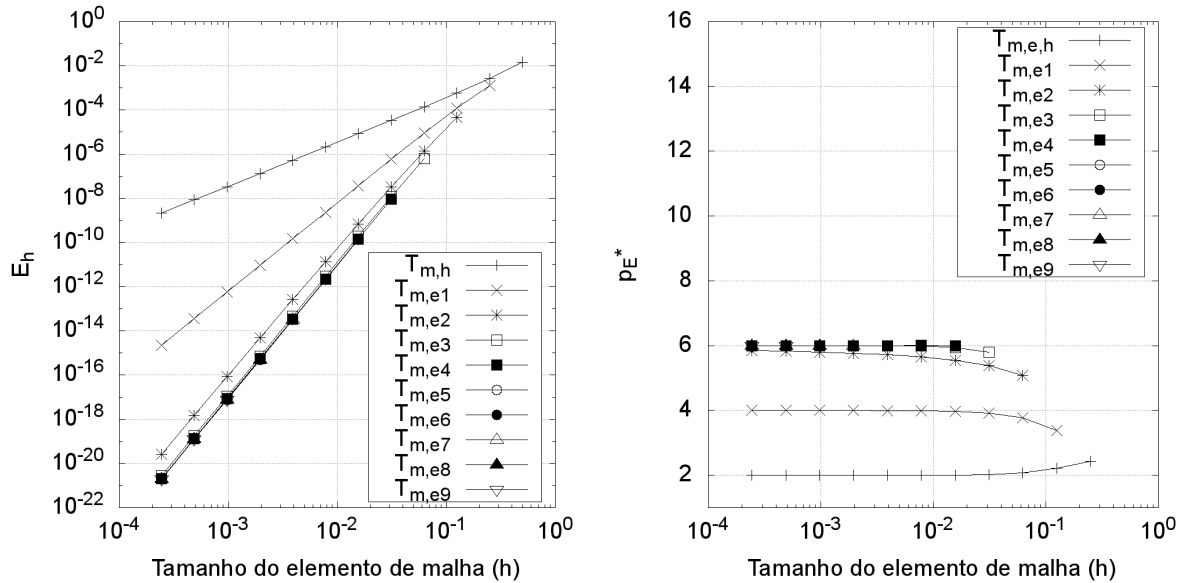 10^0
10^-2
10^-4
10^-6
10^-8
10^-10
10^-12
10^-14
10^-16
10^-18
10^-20
10^-22
E_h
10^-4 10^-3 10^-2 10^-1 10^0
Tamanho do elemento de malha (h)
T_m,h
T_m,e1
T_m,e2
T_m,e3
T_m,e4
T_m,e5
T_m,e6
T_m,e7
T_m,e8
T_m,e9
16
14
12
10
8
6
4
2
p_E*
10^-4 10^-3 10^-2 10^-1 10^0
Tamanho do elemento de malha (h)
T_m,e,h
T_m,e1
T_m,e2
T_m,e3
T_m,e4
T_m,e5
T_m,e6
T_m,e7
T_m,e8
T_m,e9